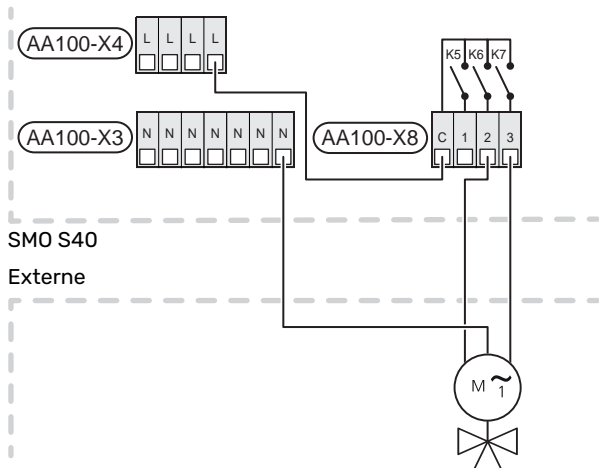 AA100-X4
L L L L
K5 K6 K7
AA100-X3
N N N N N N N
AA100-X8
C 1 2 3
SMO S40
Externe
M ~
1